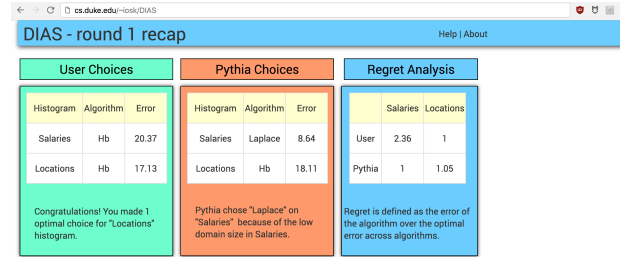 cs.duke.edu/~iosk/DIAS
DIAS - round 1 recap
Help | About
User Choices
Histogram Algorithm Error
Salaries Hb 20.37
Locations Hb 17.13
Congratulations! You made 1
optimal choice for "Locations"
histogram.
Pythia Choices
Histogram Algorithm Error
Salaries Laplace 8.64
Locations Hb 18.11
Pythia chose "Laplace" on
"Salaries" because of the low
domain size in Salaries.
Regret Analysis
Salaries Locations
User 2.36 1
Pythia 1 1.05
Regret is defined as the error of
the algorithm over the optimal
error across algorithms.